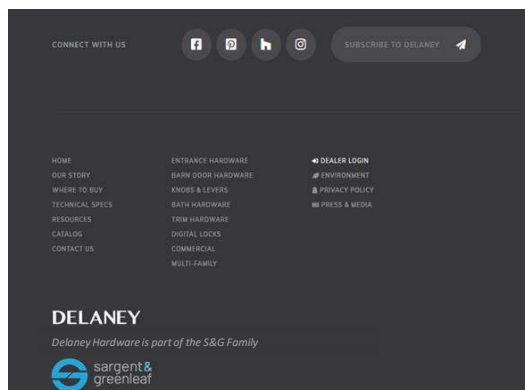 CONNECT WITH US
SUBSCRIBE TO DELANEY
HOME
OUR STORY
WHERE TO BUY
TECHNICAL SPECS
RESOURCES
CATALOG
CONTACT US
ENTRANCE HARDWARE
BARN DOOR HARDWARE
KNOBS & LEVERS
BATH HARDWARE
TRIM HARDWARE
DIGITAL LOCKS
COMMERCIAL
MULTI-FAMILY
DEALER LOGIN
ENVIRONMENT
PRIVACY POLICY
PRESS & MEDIA
DELANEY
Delaney Hardware is part of the S&G Family
sargent&
greenleaf